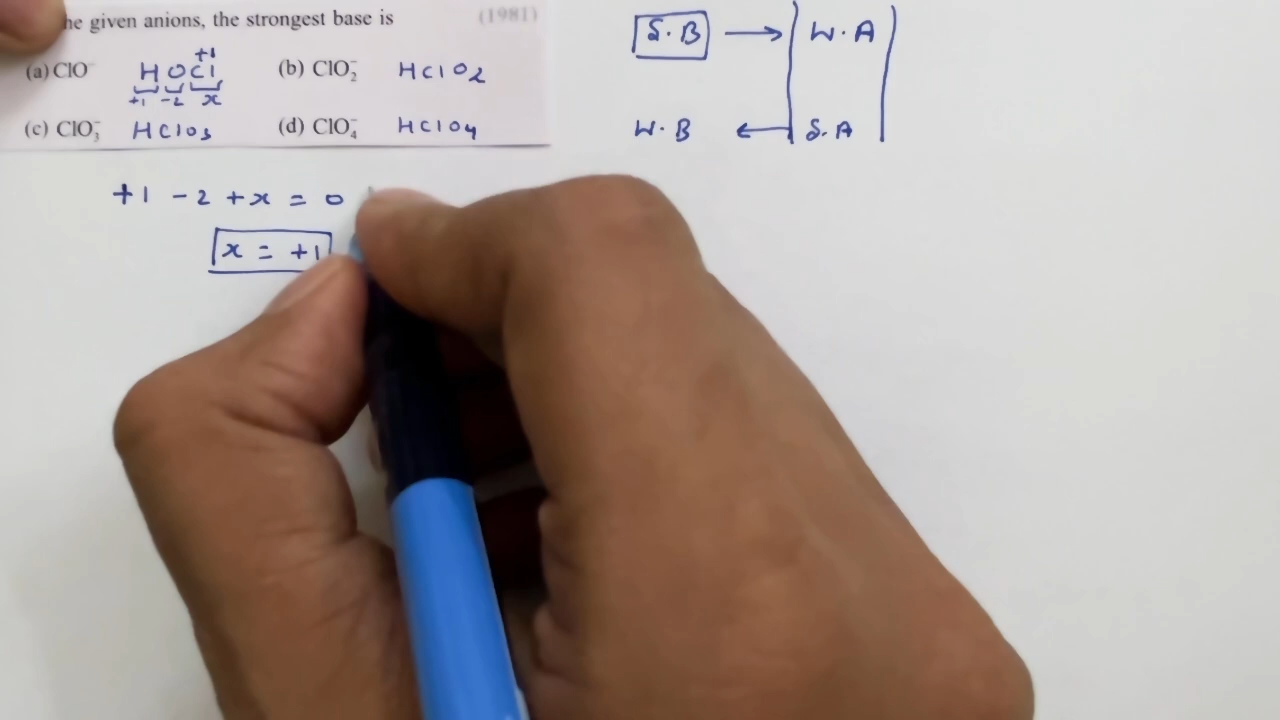 he given anions, the strongest base is (1981)
+1
(a) ClO⁻ HOCl (b) ClO₂⁻ HClO₂
+1 -2 x
(c) ClO₃⁻ HClO₃ (d) ClO₄⁻ HClO₄
S.B → W.A
W.B ← S.A
+1 -2 +x = 0
x = +1